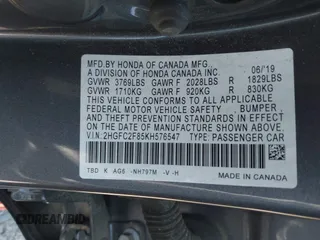 MFD.BY HONDA OF CANADA 06/19
A DIVISION OF HONDA CANADA INC.
GVWR 3769LBS GAWR F 2028LBS R 1829LBS
GVWR 1710KG GAWR F 920KG R 830KG
THIS VEHICLE CONFORMS TO ALL APPLICABLE
FEDERAL MOTOR VEHICLE SAFETY , BUMPER ,
AND THEFT PREVENTION STANDARDS IN EFFECT
ON THE DATE OF MANUFACTURE SHOWN ABOVE.
V.I.N:2HGFC2F85KH576547 TYPE: PASSENGER CAR
TBD K AGS -NH797M -V -H
MADE IN CANADA
DREAMBID